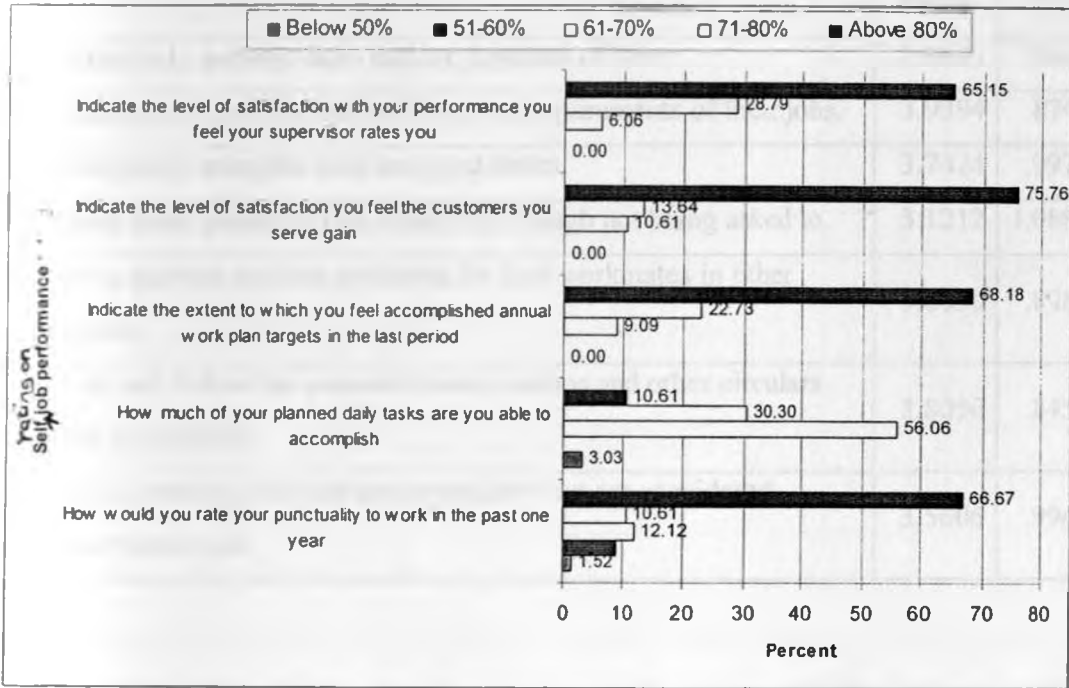 Below 50% 51-60% 61-70% 71-80% Above 80%
Indicate the level of satisfaction with your performance you
feel your supervisor rates you
65.15
28.79
6.06
0.00
Indicate the level of satisfaction you feel the customers you
serve gain
75.76
13.64
10.61
0.00
Indicate the extent to which you feel accomplished annual
work plan targets in the last period
68.18
22.73
9.09
0.00
How much of your planned daily tasks are you able to
accomplish
10.61
30.30
56.06
3.03
How would you rate your punctuality to work in the past one
year
66.67
10.61
12.12
1.52
rating on
Self job performance
0 10 20 30 40 50 60 70 80
Percent